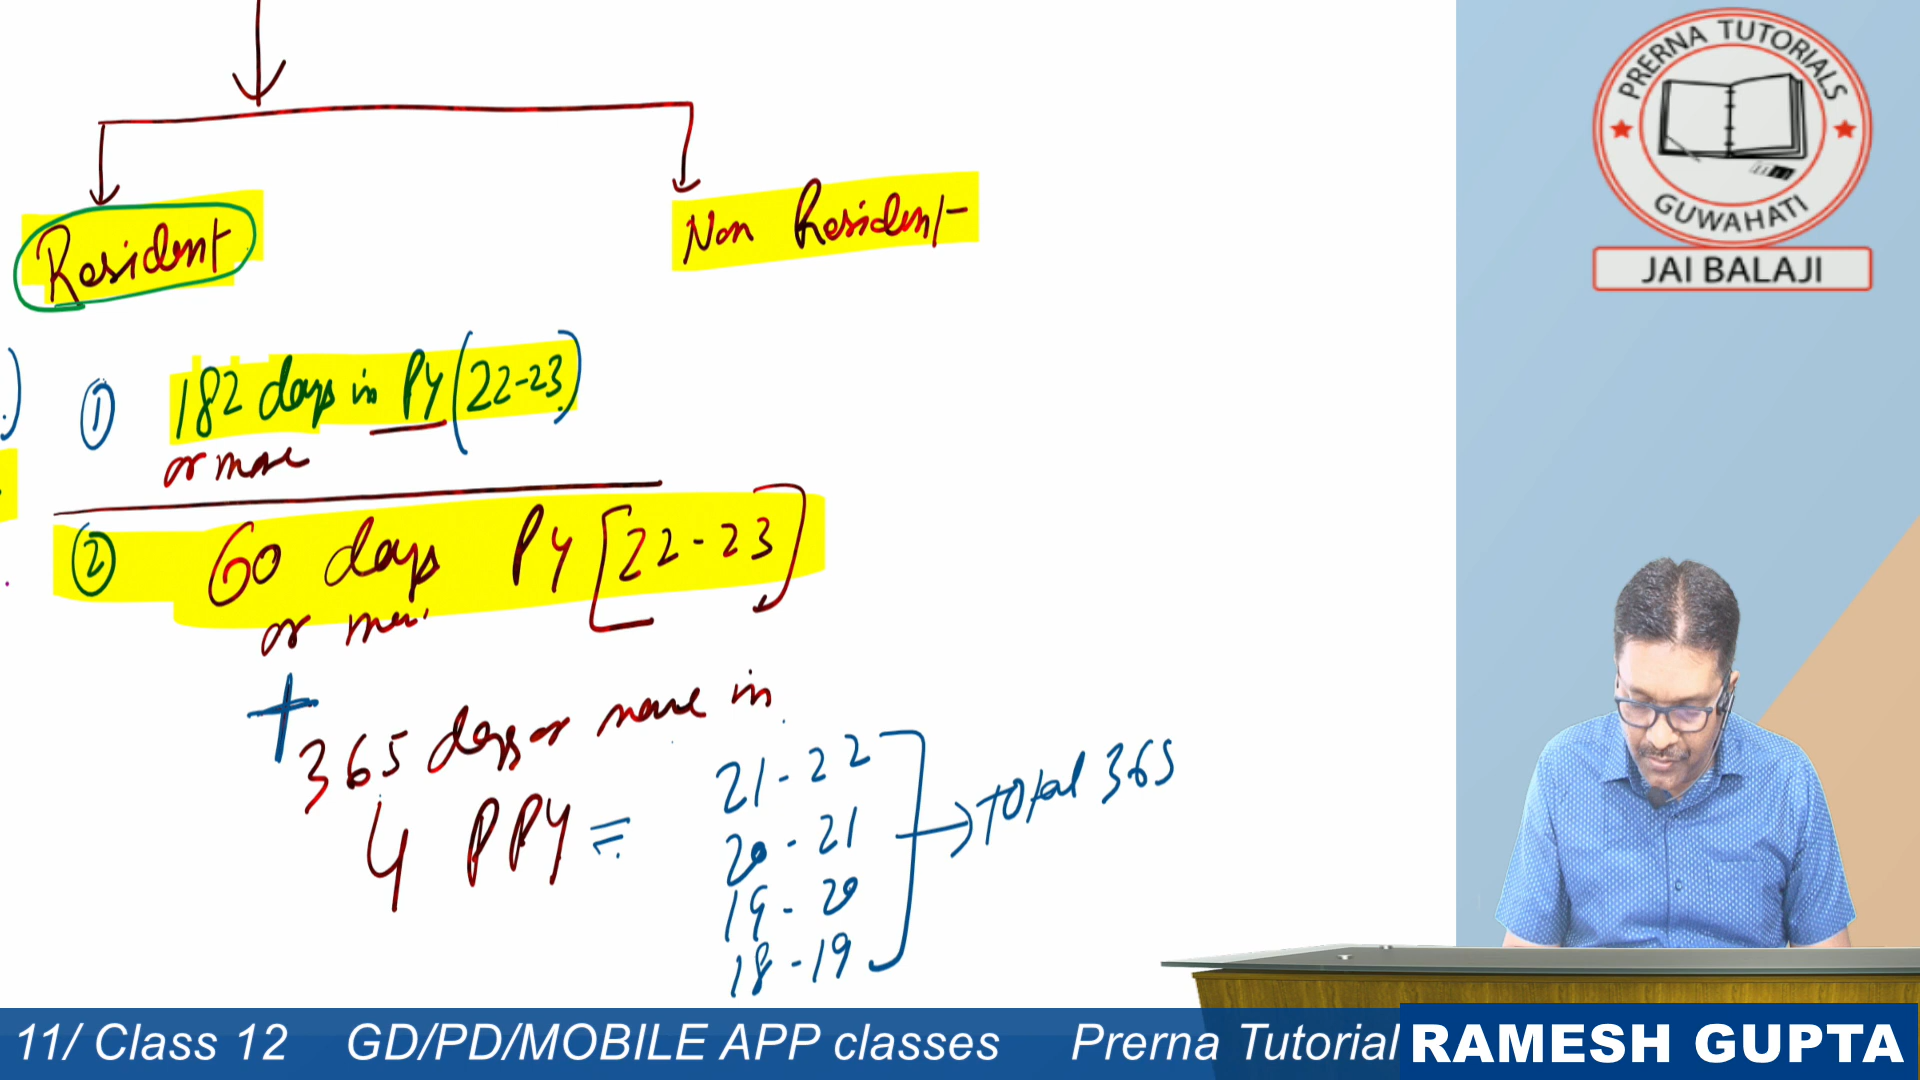 Resident
Non Resident
① 182 days in PY (22-23)
or more
② 60 days PY [22-23]
or mor
+
365 days or more in
4 PPY =
21-22
20-21
19-20
18-19
→ total 365
PRERNA TUTORIALS
GUWAHATI
JAI BALAJI
11/ Class 12 GD/PD/MOBILE APP classes Prerna Tutorial
RAMESH GUPTA